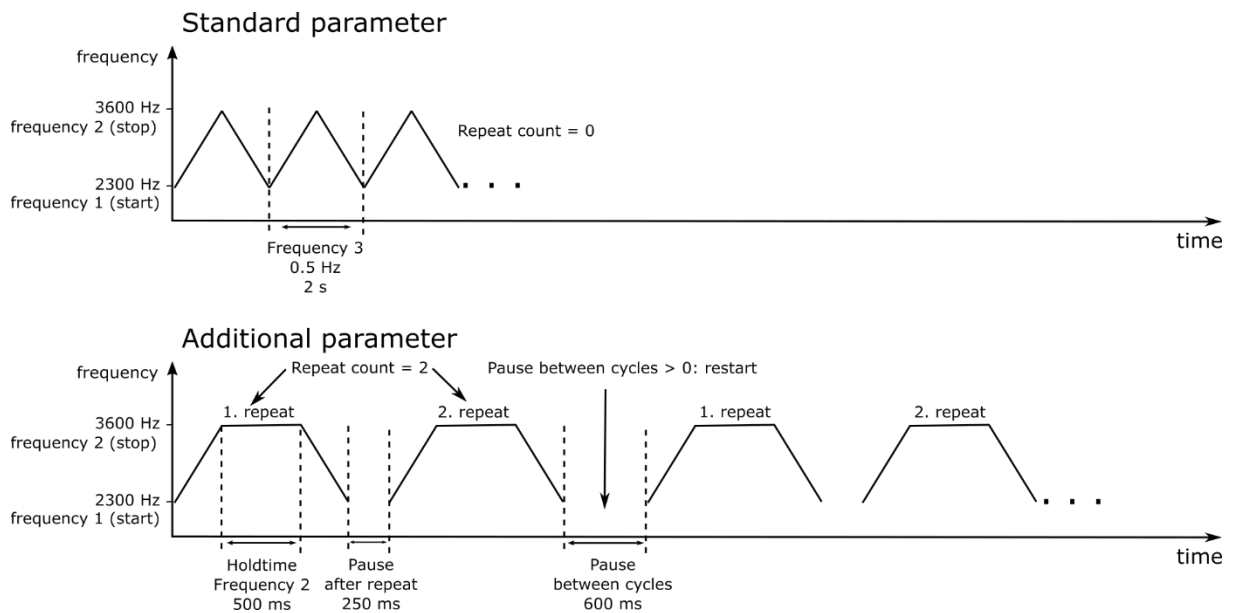 Standard parameter
frequency
3600 Hz
frequency 2 (stop)
Repeat count = 0
2300 Hz
frequency 1 (start)
time
Frequency 3
0.5 Hz
2 s
Additional parameter
frequency
Repeat count = 2
Pause between cycles > 0: restart
1. repeat
2. repeat
1. repeat
2. repeat
3600 Hz
frequency 2 (stop)
2300 Hz
frequency 1 (start)
time
Holdtime
Frequency 2
500 ms
Pause
after repeat
250 ms
Pause
between cycles
600 ms